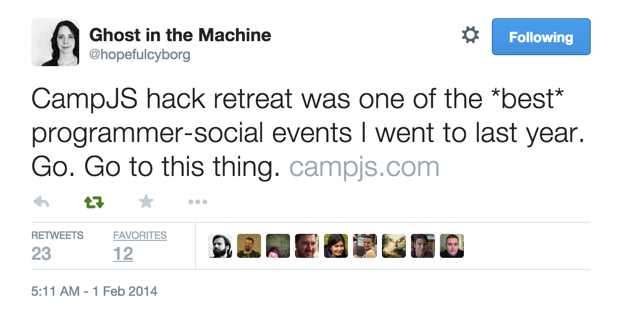 Ghost in the Machine
@hopefulcyborg
Following
CampJS hack retreat was one of the *best*
programmer-social events I went to last year.
Go. Go to this thing. campjs.com
RETWEETS
23
FAVORITES
12
5:11 AM - 1 Feb 2014